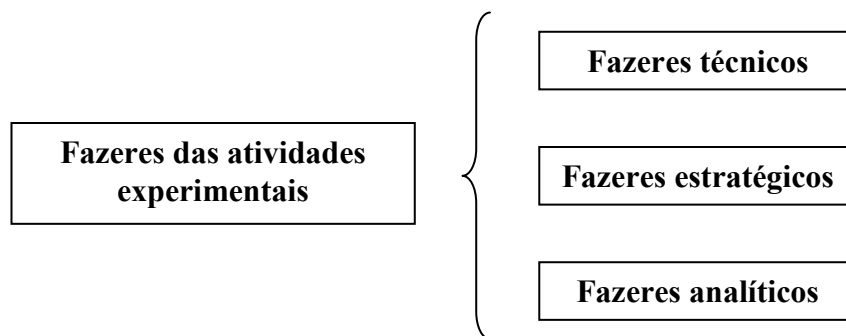 Fazeres das atividades
experimentais
Fazeres técnicos
Fazeres estratégicos
Fazeres analíticos